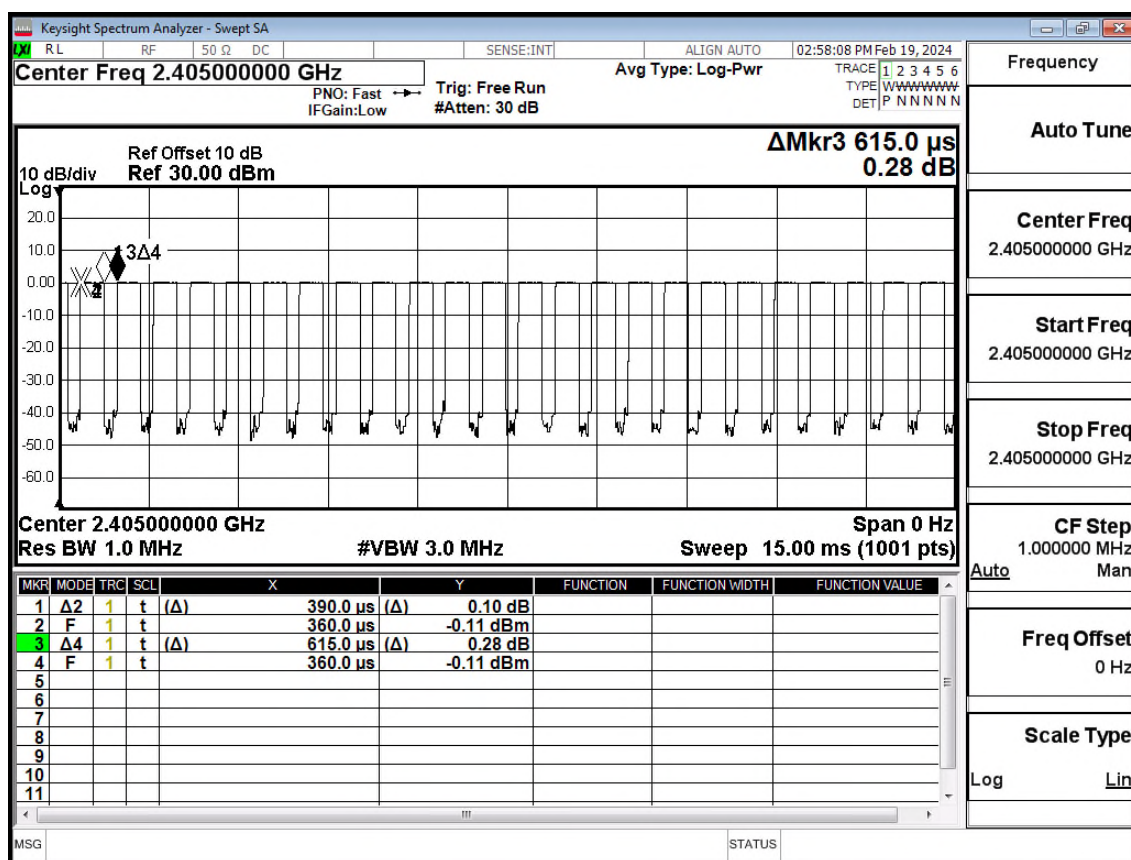 Keysight Spectrum Analyzer - Swept SA
LXI RL RF 50 Ω DC SENSE:INT ALIGN AUTO 02:58:08 PM Feb 19, 2024
Center Freq 2.405000000 GHz
Avg Type: Log-Pwr
TRACE 1 2 3 4 5 6
PNO: Fast Trig: Free Run
TYPE WWWWWW
IFGain:Low #Atten: 30 dB
DET P N N N N N
ΔMkr3 615.0 µs
0.28 dB
Ref Offset 10 dB
10 dB/div Ref 30.00 dBm
Log
20.0
10.0
0.00
-10.0
-20.0
-30.0
-40.0
-50.0
-60.0
3Δ4
Center 2.405000000 GHz Span 0 Hz
Res BW 1.0 MHz #VBW 3.0 MHz Sweep 15.00 ms (1001 pts)
MKR MODE TRC SCL X Y FUNCTION FUNCTION WIDTH FUNCTION VALUE
1 Δ2 1 t (Δ) 390.0 µs (Δ) 0.10 dB
2 F 1 t 360.0 µs -0.11 dBm
3 Δ4 1 t (Δ) 615.0 µs (Δ) 0.28 dB
4 F 1 t 360.0 µs -0.11 dBm
5
6
7
8
9
10
11
MSG STATUS
Frequency
Auto Tune
Center Freq
2.405000000 GHz
Start Freq
2.405000000 GHz
Stop Freq
2.405000000 GHz
CF Step
1.000000 MHz
Auto Man
Freq Offset
0 Hz
Scale Type
Log Lin